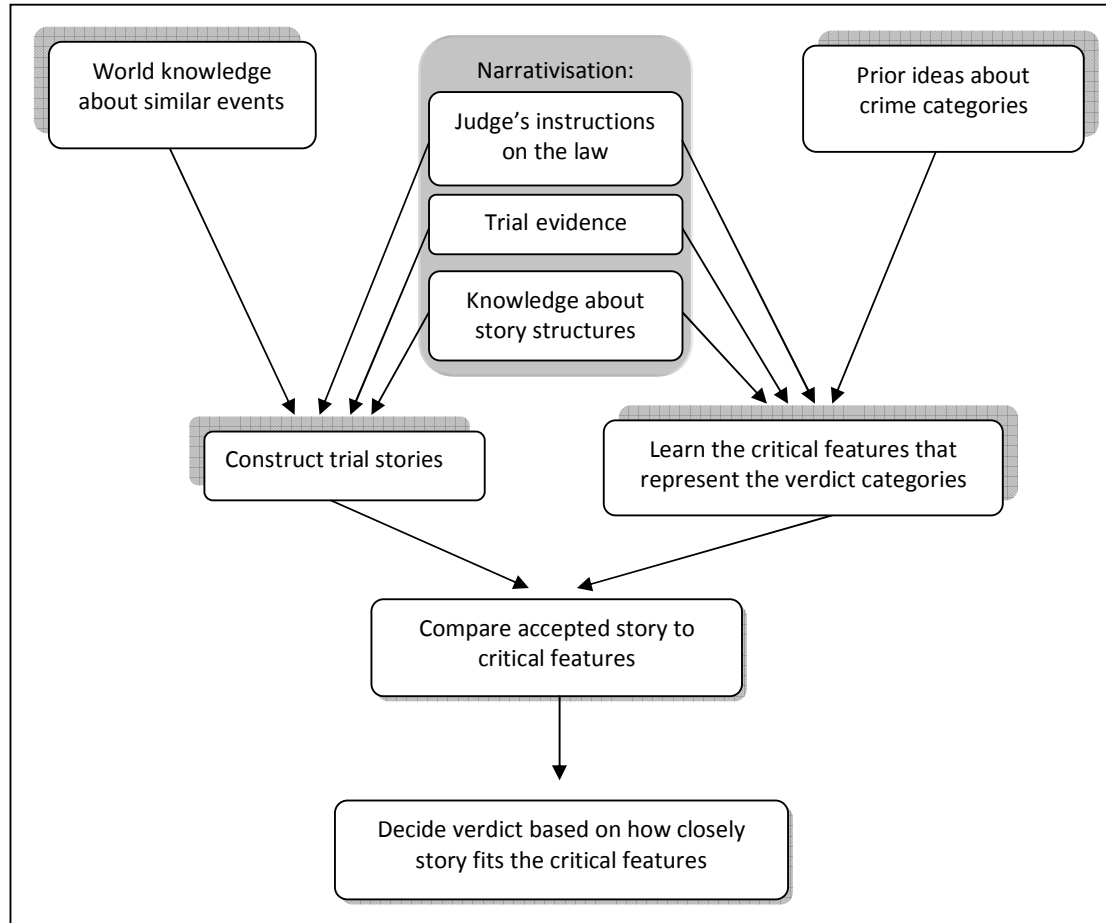 World knowledge
about similar events
Narrativisation:
Judge's instructions
on the law
Trial evidence
Knowledge about
story structures
Prior ideas about
crime categories
Construct trial stories
Learn the critical features that
represent the verdict categories
Compare accepted story to
critical features
Decide verdict based on how closely
story fits the critical features